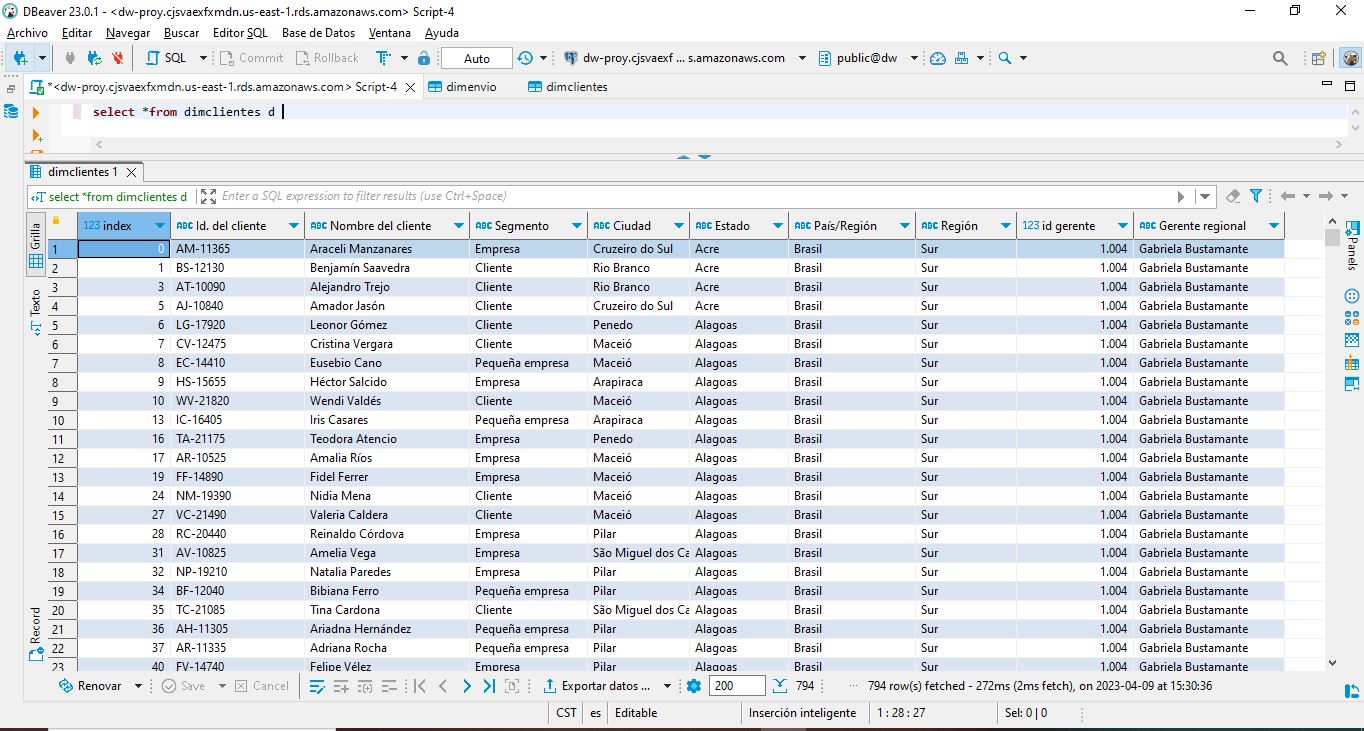 DBeaver 23.0.1 - <dw-proy.cjsvaexfxmdn.us-east-1.rds.amazonaws.com> Script-4
Archivo Editar Navegar Buscar Editor SQL Base de Datos Ventana Ayuda
SQL Commit Rollback Auto dw-proy.cjsvaexf ... s.amazonaws.com public@dw
*<dw-proy.cjsvaexfxmdn.us-east-1.rds.amazonaws.com> Script-4 dimenvio dimclientes
select *from dimclientes d
dimclientes 1
select *from dimclientes d Enter a SQL expression to filter results (use Ctrl+Space)
Grilla
Texto
Record
123 index ABC Id. del cliente ABC Nombre del cliente ABC Segmento ABC Ciudad ABC Estado ABC País/Región ABC Región 123 id gerente ABC Gerente regional
1 0 AM-11365 Araceli Manzanares Empresa Cruzeiro do Sul Acre Brasil Sur 1.004 Gabriela Bustamante
2 1 BS-12130 Benjamín Saavedra Cliente Rio Branco Acre Brasil Sur 1.004 Gabriela Bustamante
3 3 AT-10090 Alejandro Trejo Cliente Rio Branco Acre Brasil Sur 1.004 Gabriela Bustamante
4 5 AJ-10840 Amador Jasón Cliente Cruzeiro do Sul Acre Brasil Sur 1.004 Gabriela Bustamante
5 6 LG-17920 Leonor Gómez Cliente Penedo Alagoas Brasil Sur 1.004 Gabriela Bustamante
6 7 CV-12475 Cristina Vergara Cliente Maceió Alagoas Brasil Sur 1.004 Gabriela Bustamante
7 8 EC-14410 Eusebio Cano Pequeña empresa Maceió Alagoas Brasil Sur 1.004 Gabriela Bustamante
8 9 HS-15655 Héctor Salcido Empresa Arapiraca Alagoas Brasil Sur 1.004 Gabriela Bustamante
9 10 WV-21820 Wendi Valdés Cliente Maceió Alagoas Brasil Sur 1.004 Gabriela Bustamante
10 13 IC-16405 Iris Casares Pequeña empresa Arapiraca Alagoas Brasil Sur 1.004 Gabriela Bustamante
11 16 TA-21175 Teodora Atencio Empresa Penedo Alagoas Brasil Sur 1.004 Gabriela Bustamante
12 17 AR-10525 Amalia Ríos Empresa Maceió Alagoas Brasil Sur 1.004 Gabriela Bustamante
13 19 FF-14890 Fidel Ferrer Empresa Maceió Alagoas Brasil Sur 1.004 Gabriela Bustamante
14 24 NM-19390 Nidia Mena Cliente Maceió Alagoas Brasil Sur 1.004 Gabriela Bustamante
15 27 VC-21490 Valeria Caldera Cliente Maceió Alagoas Brasil Sur 1.004 Gabriela Bustamante
16 28 RC-20440 Reinaldo Córdova Empresa Pilar Alagoas Brasil Sur 1.004 Gabriela Bustamante
17 31 AV-10825 Amelia Vega Empresa São Miguel dos Ca Alagoas Brasil Sur 1.004 Gabriela Bustamante
18 32 NP-19210 Natalia Paredes Empresa Pilar Alagoas Brasil Sur 1.004 Gabriela Bustamante
19 34 BF-12040 Bibiana Ferro Pequeña empresa Pilar Alagoas Brasil Sur 1.004 Gabriela Bustamante
20 35 TC-21085 Tina Cardona Cliente São Miguel dos Ca Alagoas Brasil Sur 1.004 Gabriela Bustamante
21 36 AH-11305 Ariadna Hernández Pequeña empresa Pilar Alagoas Brasil Sur 1.004 Gabriela Bustamante
22 37 AR-11335 Adriana Rocha Pequeña empresa Pilar Alagoas Brasil Sur 1.004 Gabriela Bustamante
23 40 FV-14740 Felipe Vélez Empresa Pilar Alagoas Brasil Sur 1.004 Gabriela Bustamante
Panels
Renovar Save Cancel Exportar datos ... 200 794 ... 794 row(s) fetched - 272ms (2ms fetch), on 2023-04-09 at 15:30:36
CST es Editable Inserción inteligente 1 : 28 : 27 Sel: 0 | 0